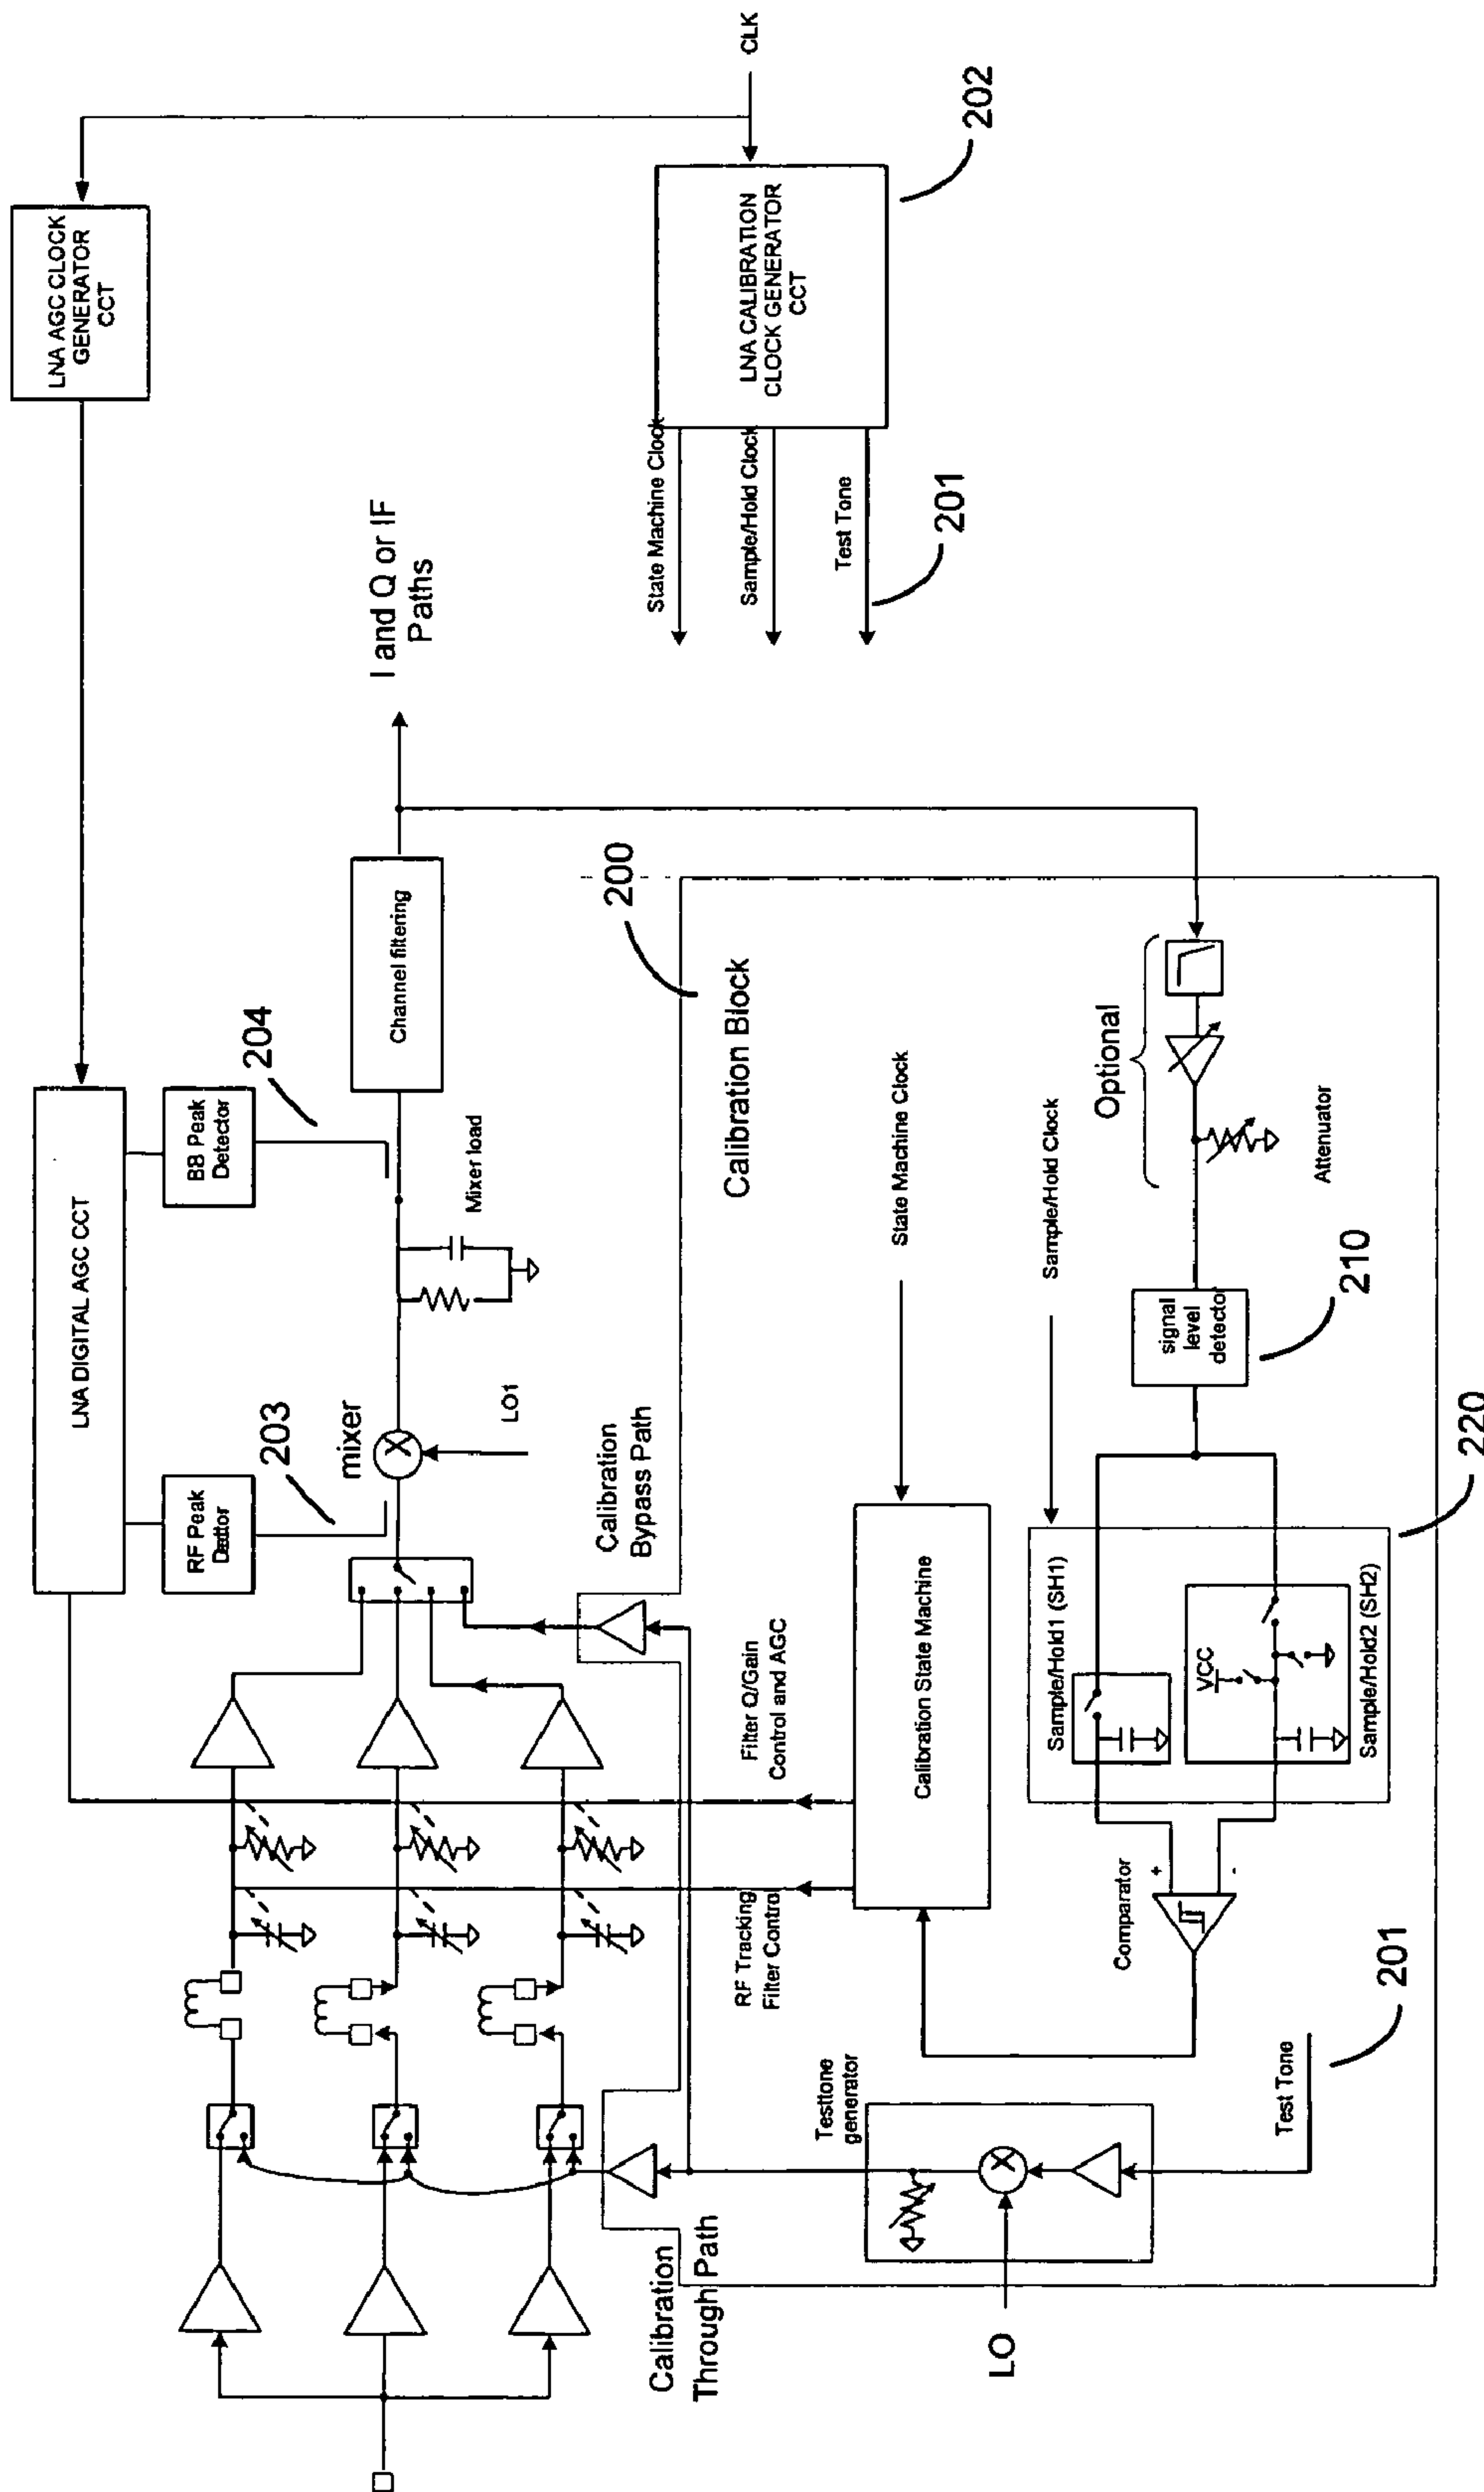 LNA AGC CLOCK
GENERATOR
CCT
CLK
LNA CALIBRATION
CLOCK GENERATOR
CCT
202
State Machine Clock
Sample/Hold Clock
Test Tone
201
I and Q or IF
Paths
LNA DIGITAL AGC CCT
BB Peak
Detector
204
RF Peak
Dettor
203
mixer
LO1
Mixer load
Channel filtering
200
Calibration Block
Calibration
Bypass Path
Filter Q/Gain
Control and AGC
RF Tracking
Filter Control
Calibration
Through Path
State Machine Clock
Calibration State Machine
Sample/Hold Clock
Optional
Attenuator
signal
level
detector
210
220
Sample/Hold1 (SH1)
VCC
Sample/Hold2 (SH2)
Comparator
+
-
Testtone
generator
LO
Test Tone
201